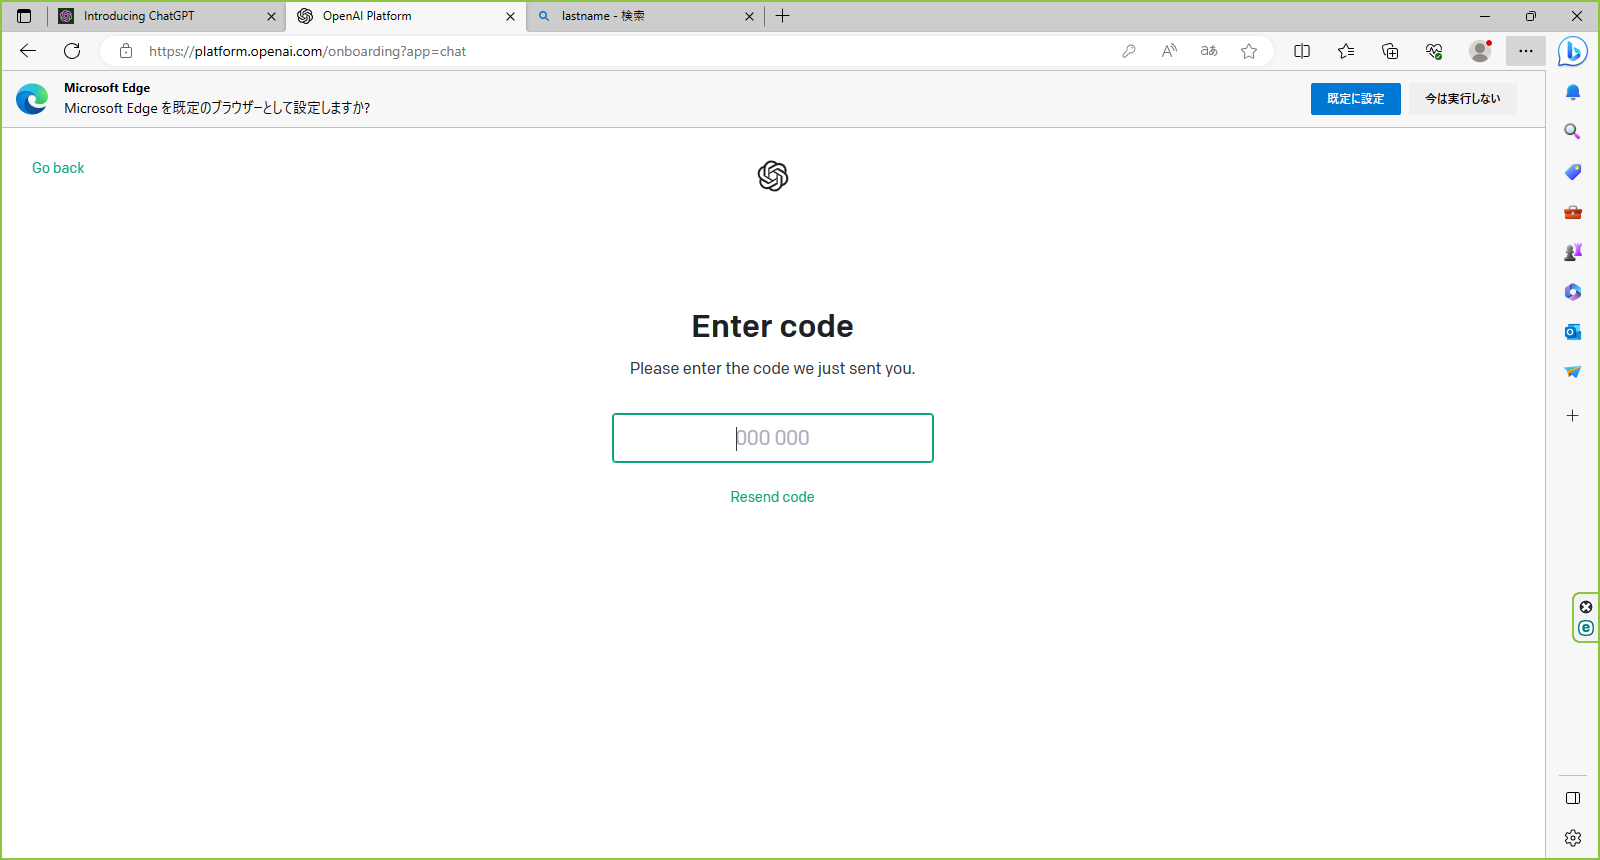 Introducing ChatGPT
OpenAI Platform
lastname - 検索
https://platform.openai.com/onboarding?app=chat
Microsoft Edge
Microsoft Edge を既定のブラウザーとして設定しますか?
既定に設定
今は実行しない
Go back
Enter code
Please enter the code we just sent you.
000 000
Resend code